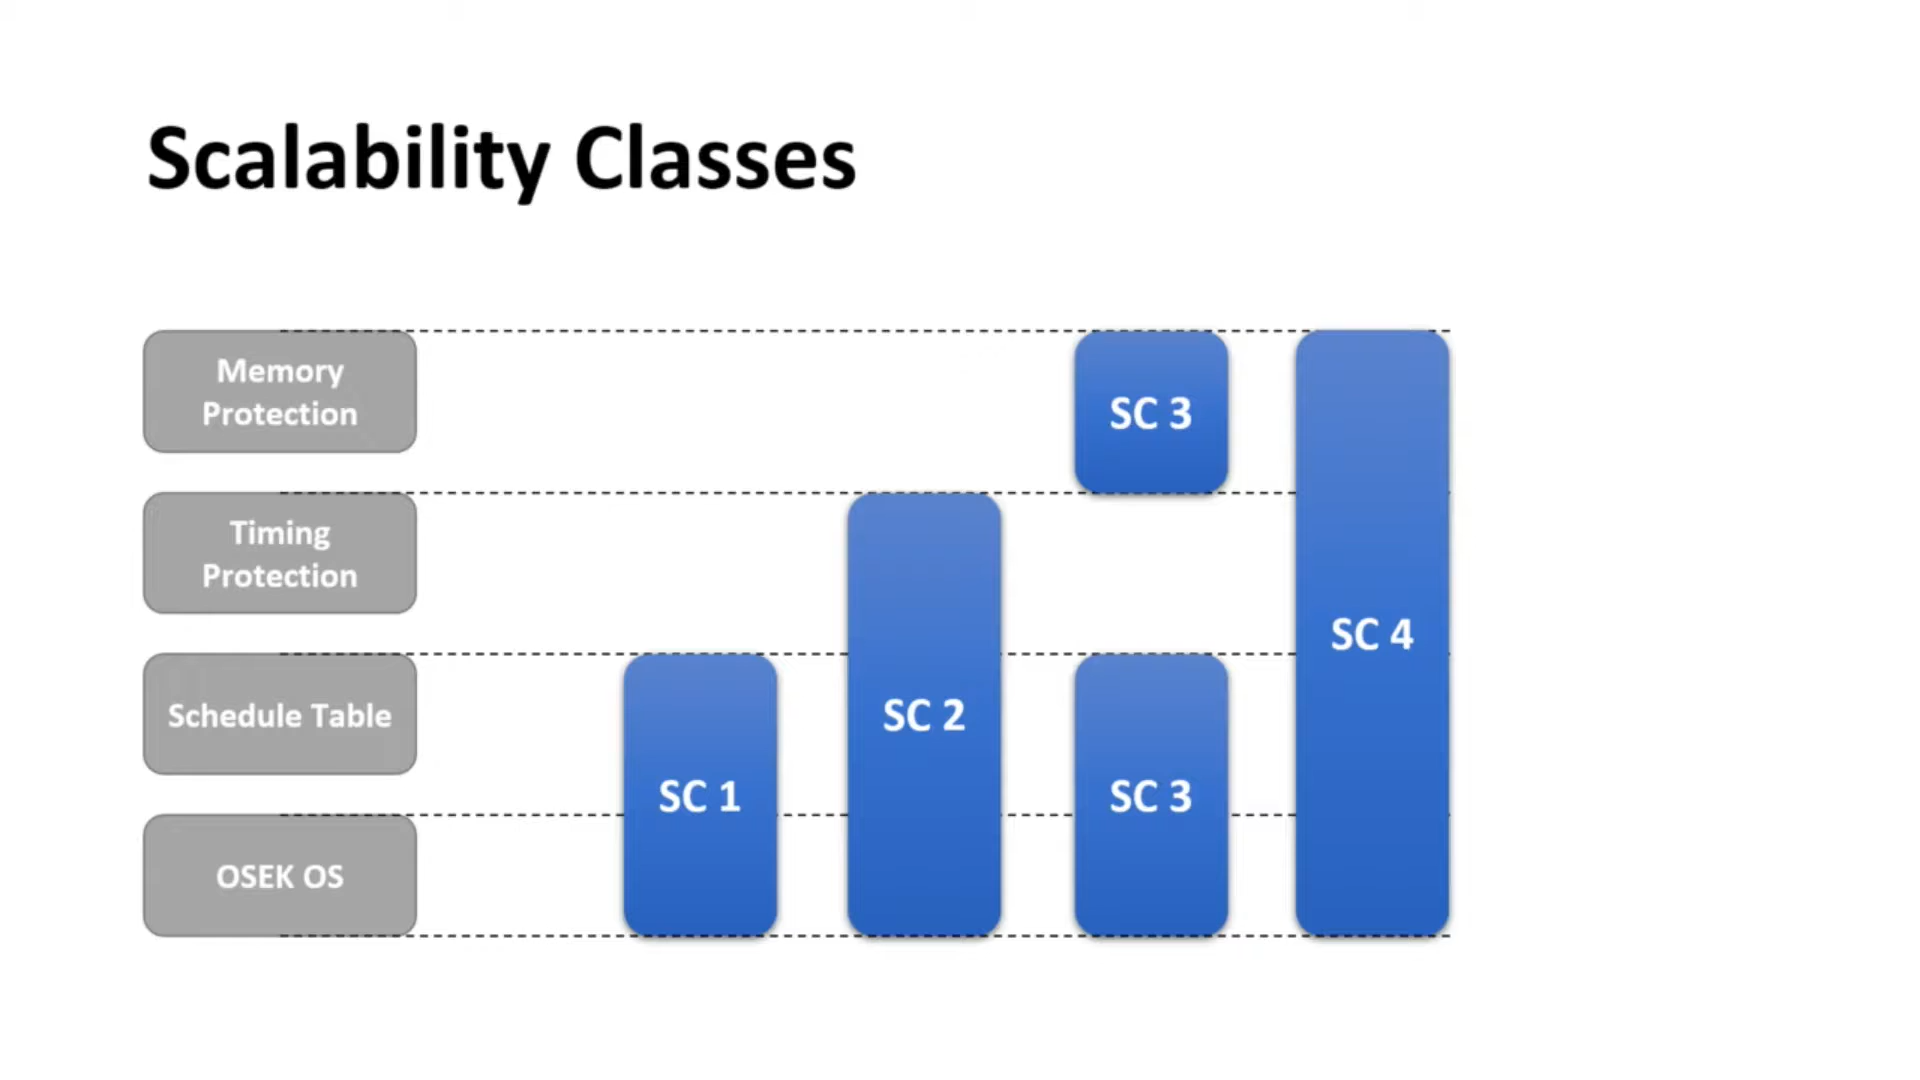 Scalability Classes
Memory
Protection
SC 3
Timing
Protection
SC 4
Schedule Table
SC 2
SC 1
SC 3
OSEK OS